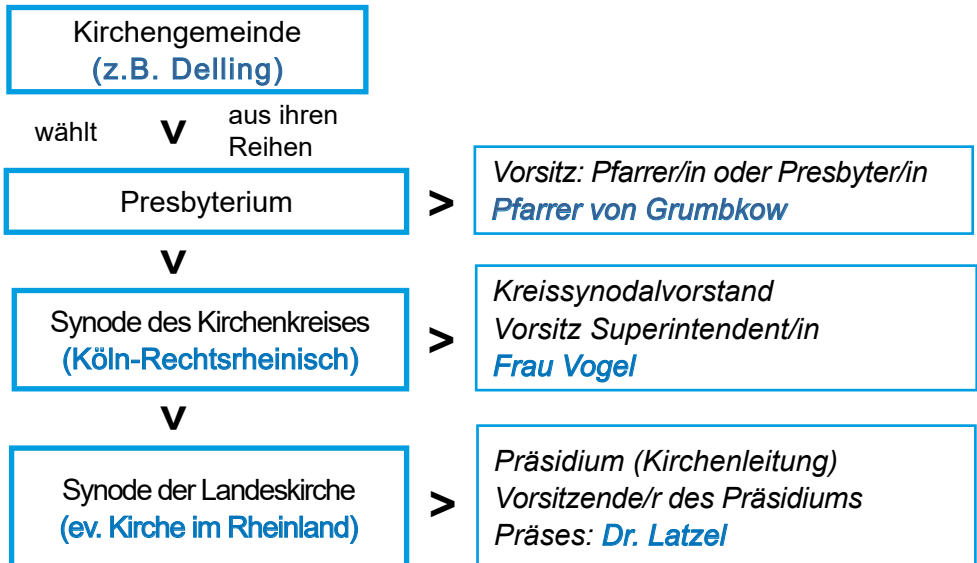 Kirchengemeinde
(z.B. Delling)
wählt
V
aus ihren
Reihen
Presbyterium
>
Vorsitz: Pfarrer/in oder Presbyter/in
Pfarrer von Grumbkow
V
Synode des Kirchenkreises
(Köln-Rechtsrheinisch)
>
Kreissynodalvorstand
Vorsitz Superintendent/in
Frau Vogel
V
Synode der Landeskirche
(ev. Kirche im Rheinland)
>
Präsidium (Kirchenleitung)
Vorsitzende/r des Präsidiums
Präses: Dr. Latzel